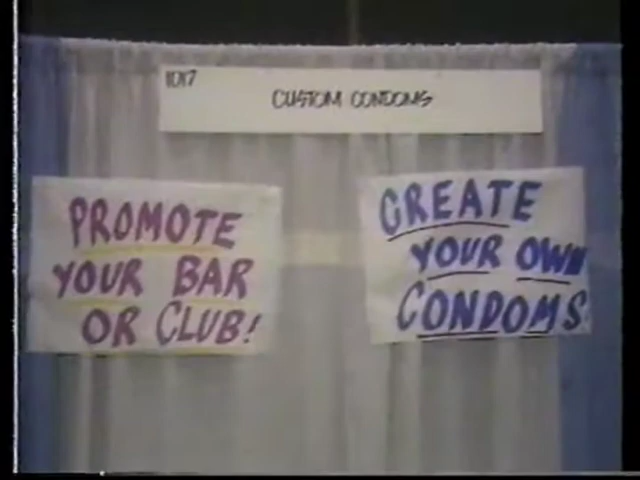 1017
CUSTOM CONDOMS
PROMOTE
YOUR BAR
OR CLUB!
CREATE
YOUR OWN
CONDOMS